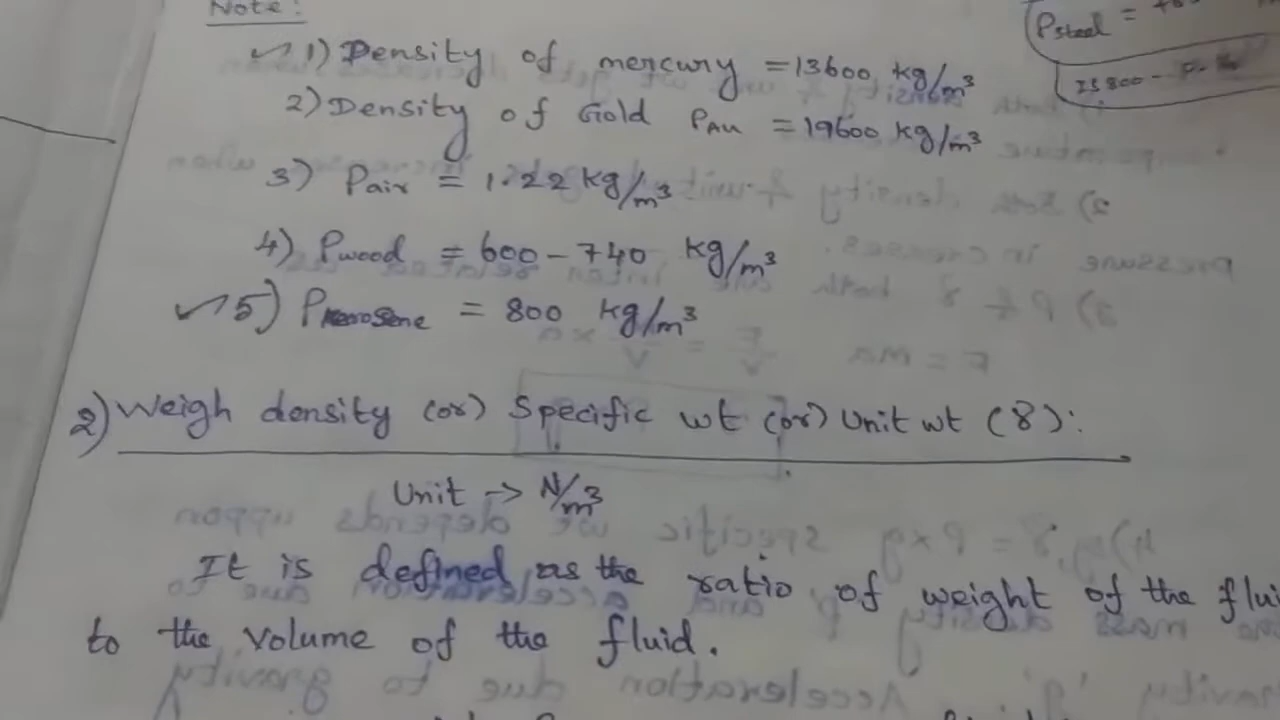 Note:
1) Density of mercury = 13600 kg/m³
2) Density of Gold ρAu = 19600 kg/m³
3) ρair = 1.22 kg/m³
4) ρwood = 600 - 740 kg/m³
5) ρkerosene = 800 kg/m³
ρsteel =
IS 800 -
2) Weigh density (or) Specific wt (or) Unit wt (γ):
Unit → N/m³
It is defined as the ratio of weight of the
to the volume of the fluid.